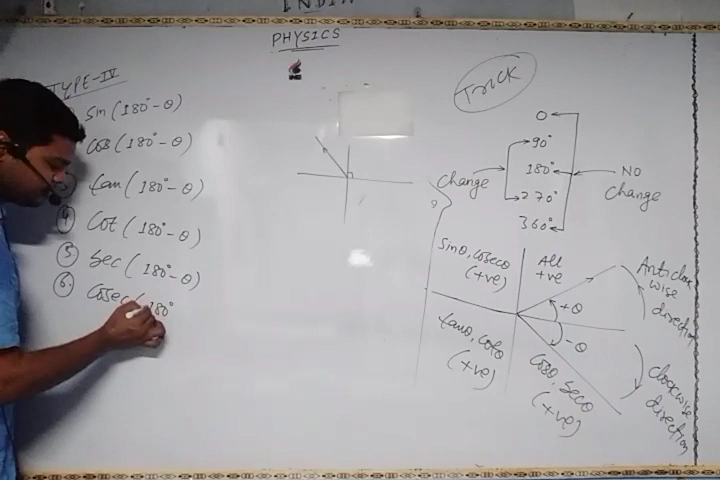 INDIA
PHYSICS
TYPE-IV
Sin (180° - θ)
Cos (180° - θ)
3 tan (180° - θ)
4 Cot (180° - θ)
5 Sec (180° - θ)
6. Cosec (180°
Trick
0
90°
180°
270°
360°
Change
NO
Change
Sinθ, Cosecθ
(+ve)
All
+ve
tanθ, Cotθ
(+ve)
Cosθ, Secθ
(+ve)
+θ
-θ
Anticlock
wise
direction
Clockwise
direction